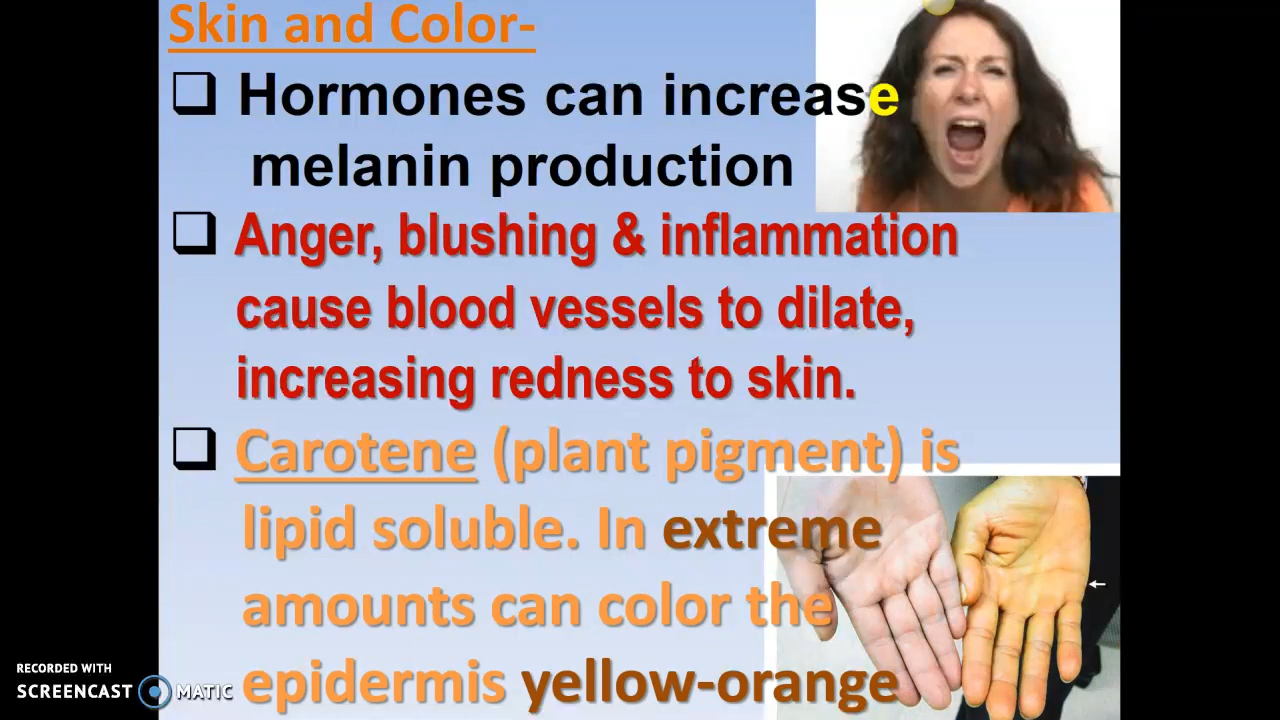 Skin and Color-
❑ Hormones can increase
melanin production
❑ Anger, blushing & inflammation
cause blood vessels to dilate,
increasing redness to skin.
❑ Carotene (plant pigment) is
lipid soluble. In extreme
amounts can color the
epidermis yellow-orange
RECORDED WITH
SCREENCAST MATIC